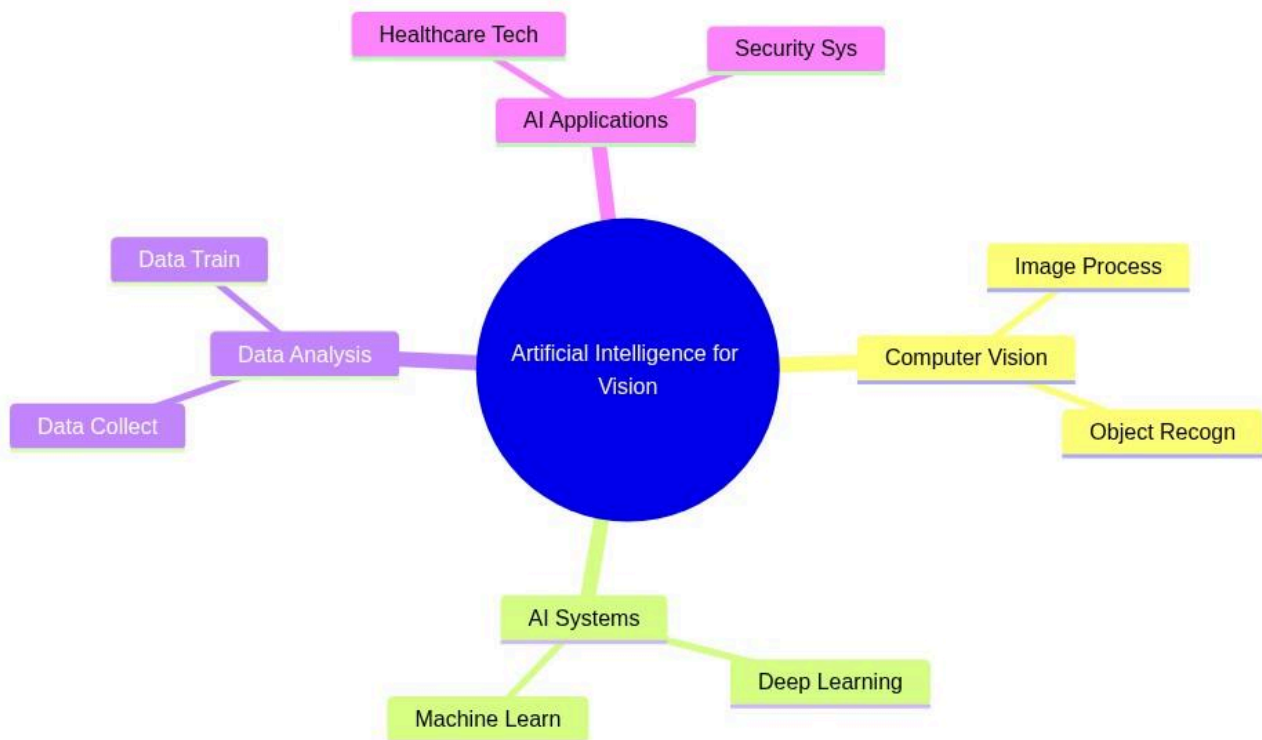 Healthcare Tech
Security Sys
AI Applications
Data Train
Image Process
Data Analysis
Artificial Intelligence for
Vision
Computer Vision
Data Collect
Object Recogn
AI Systems
Deep Learning
Machine Learn